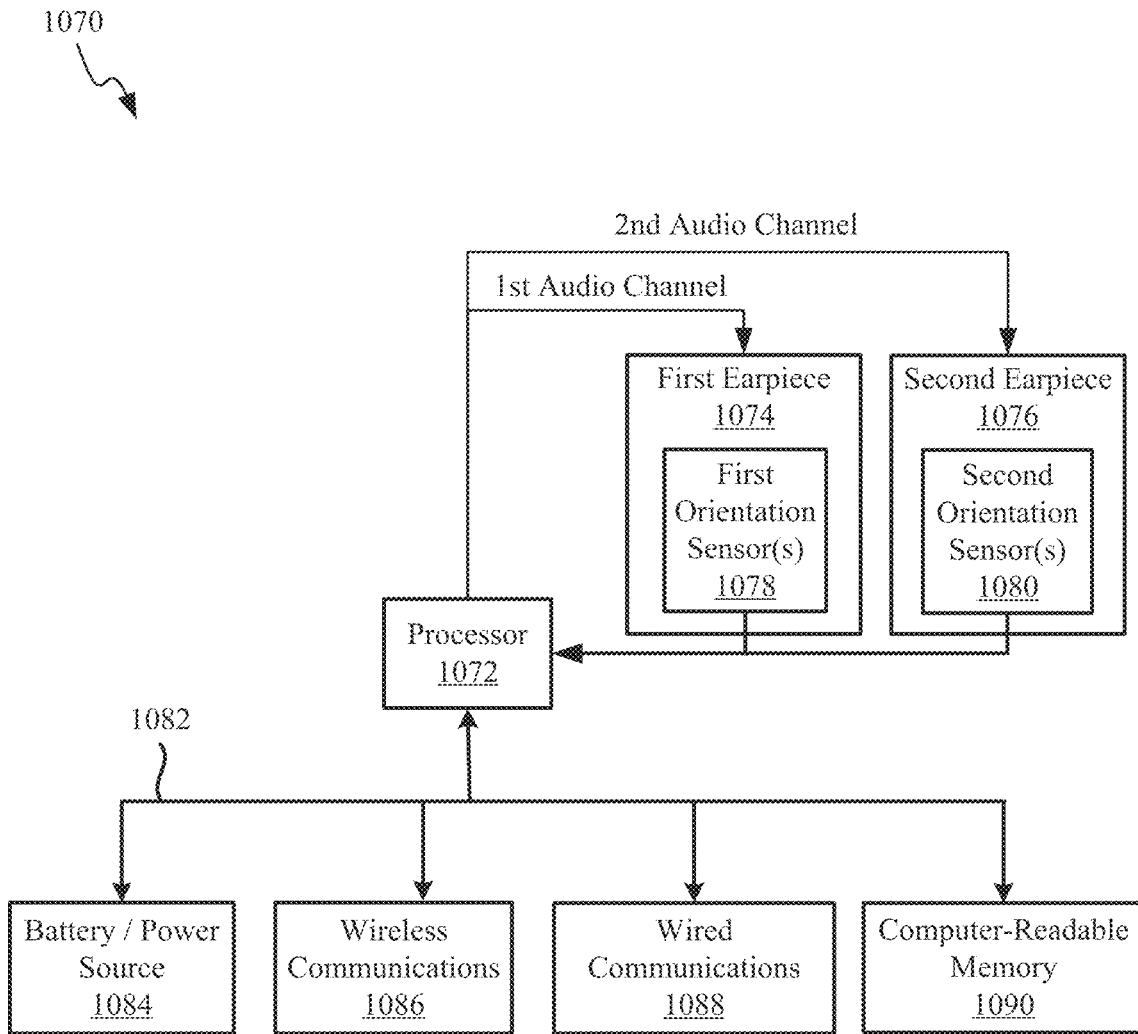 1070
2nd Audio Channel
1st Audio Channel
First Earpiece
1074
Second Earpiece
1076
First
Orientation
Sensor(s)
1078
Second
Orientation
Sensor(s)
1080
Processor
1072
1082
Battery / Power
Source
1084
Wireless
Communications
1086
Wired
Communications
1088
Computer-Readable
Memory
1090